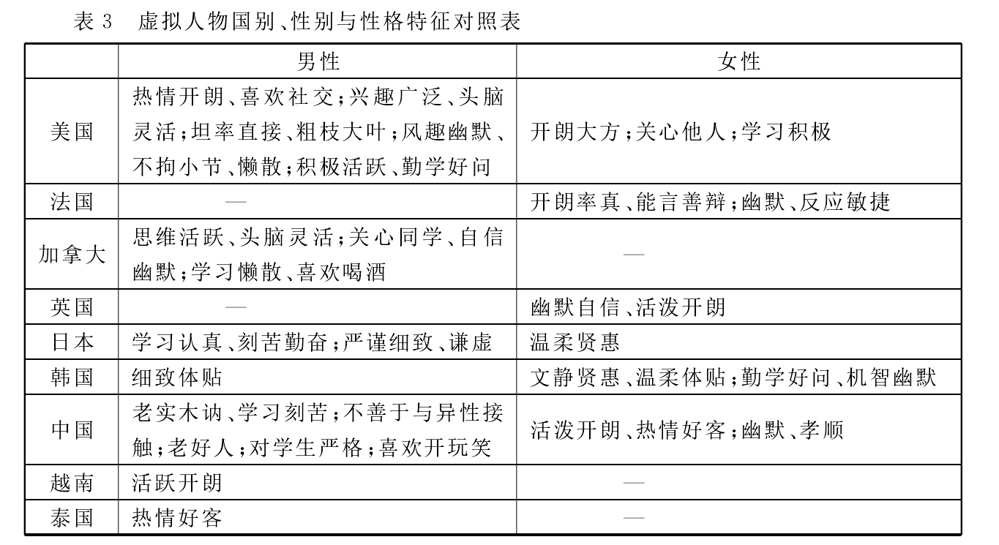 表 3 虚拟人物国别、性别与性格特征对照表
男性 女性
热情开朗、喜欢社交;兴趣广泛、头脑
美国 灵活;坦率直接、粗枝大叶;风趣幽默、 开朗大方;关心他人;学习积极
不拘小节、懒散;积极活跃、勤学好问
法国 — 开朗率真、能言善辩;幽默、反应敏捷
思维活跃、头脑灵活;关心同学、自信
加拿大 —
幽默;学习懒散、喜欢喝酒
英国 — 幽默自信、活泼开朗
日本 学习认真、刻苦勤奋;严谨细致、谦虚 温柔贤惠
韩国 细致体贴 文静贤惠、温柔体贴;勤学好问、机智幽默
老实木讷、学习刻苦;不善于与异性接
中国 活泼开朗、热情好客;幽默、孝顺
触;老好人;对学生严格;喜欢开玩笑
越南 活跃开朗 —
泰国 热情好客 —